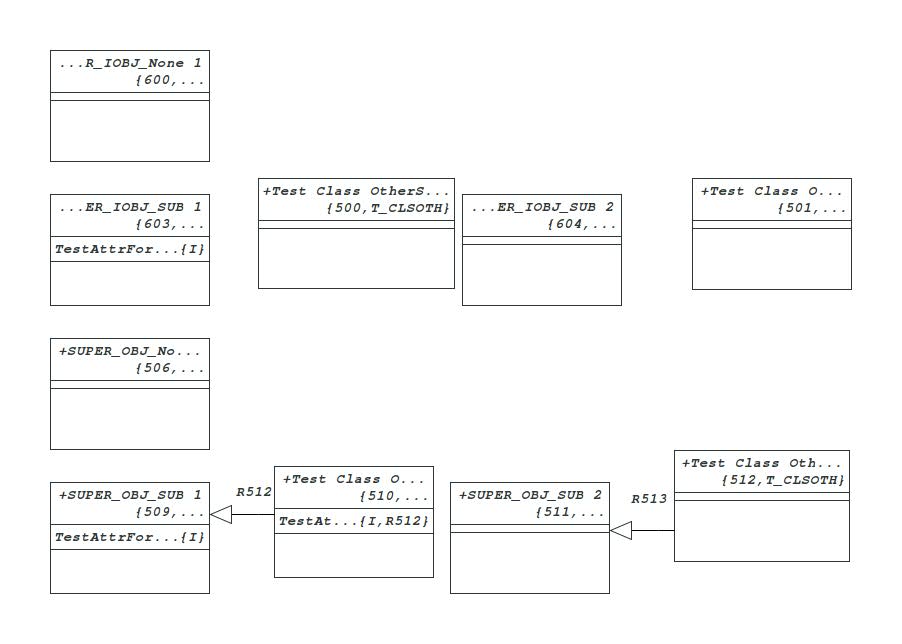 ...R_IOBJ_None 1
{600,...
...ER_IOBJ_SUB 1
{603,...
TestAttrFor...{I}
+Test Class OtherS...
{500,T_CLSOTH}
...ER_IOBJ_SUB 2
{604,...
+Test Class O...
{501,...
+SUPER_OBJ_No...
{506,...
+SUPER_OBJ_SUB 1
{509,...
TestAttrFor...{I}
R512
+Test Class O...
{510,...
TestAt...{I,R512}
+SUPER_OBJ_SUB 2
{511,...
R513
+Test Class Oth...
{512,T_CLSOTH}